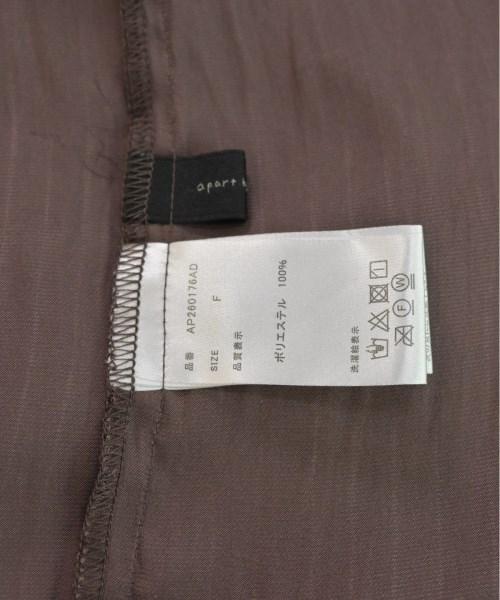 apart b
品番 AP260176AD
SIZE F
品質表示
ポリエステル 100%
洗濯絵表示
F W